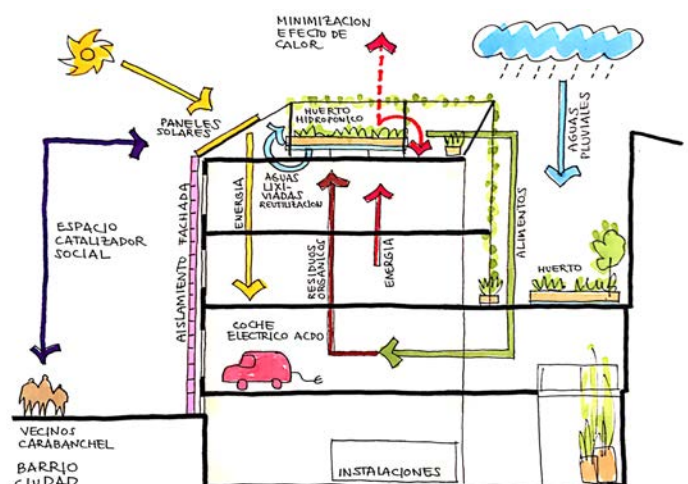 MINIMIZACION
EFECTO DE
CALOR
PANELES
SOLARES
HUERTO
HIDROPONICO
AGUAS
PLUVIALES
ESPACIO
CATALIZADOR
SOCIAL
AISLAMIENTO FACHADA
ENERGIA
AGUAS
LIXI-
VIADAS
REUTILIZACION
RESIDUOS
ORGANICOS
ENERGIA
ALIMENTOS
HUERTO
COCHE
ELECTRICO ACDO
VECINOS
CARABANCHEL
BARRIO
CIUDAD
INSTALACIONES